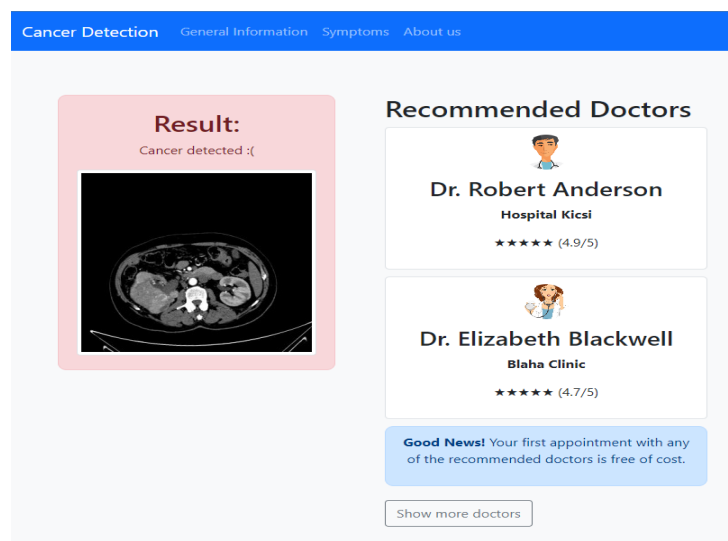 Cancer Detection General Information Symptoms About us
Result:
Cancer detected :(
Recommended Doctors
Dr. Robert Anderson
Hospital Kicsi
★★★★★ (4.9/5)
Dr. Elizabeth Blackwell
Blaha Clinic
★★★★★ (4.7/5)
Good News! Your first appointment with any
of the recommended doctors is free of cost.
Show more doctors